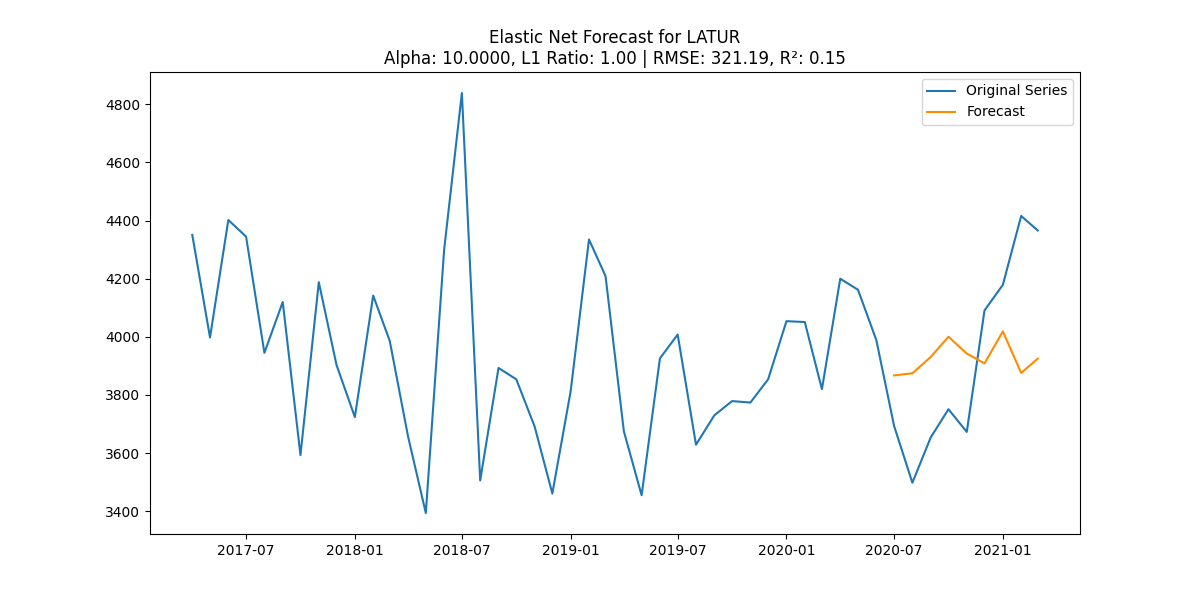 Elastic Net Forecast for LATUR
Alpha: 10.0000, L1 Ratio: 1.00 | RMSE: 321.19, R²: 0.15
Original Series
Forecast
4800
4600
4400
4200
4000
3800
3600
3400
2017-07 2018-01 2018-07 2019-01 2019-07 2020-01 2020-07 2021-01